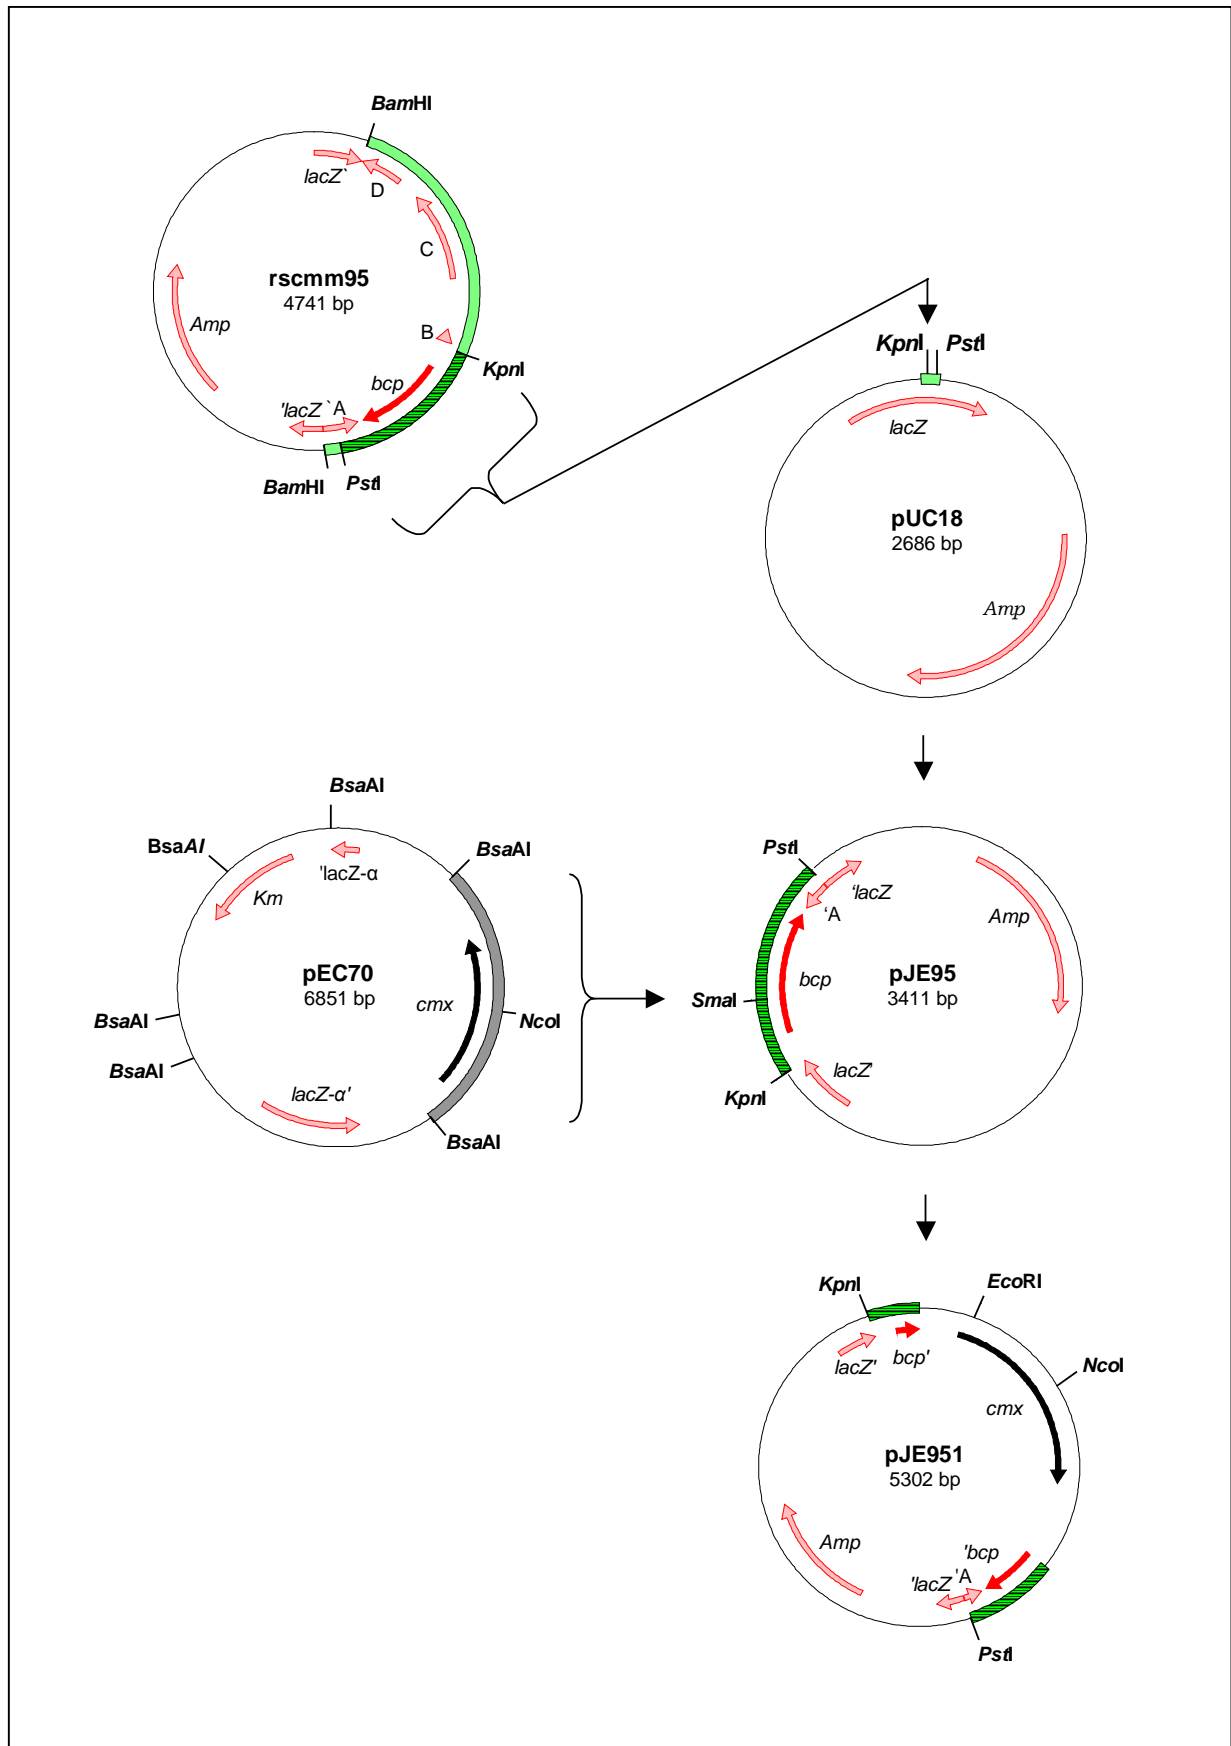 BamHI
lacZ`
D
C
rscmm95
4741 bp
Amp
B
KpnI
bcp
'lacZ`A
BamHI PstI
KpnI PstI
lacZ
pUC18
2686 bp
Amp
BsaAI
BsaAI
BsaAI
'lacZ-α
Km
pEC70
6851 bp
cmx
BsaAI
NcoI
BsaAI
lacZ-α'
BsaAI
PstI
'lacZ
'A
Amp
pJE95
3411 bp
bcp
SmaI
lacZ'
KpnI
KpnI
EcoRI
lacZ'
bcp'
NcoI
cmx
pJE951
5302 bp
Amp
'bcp
'lacZ'A
PstI